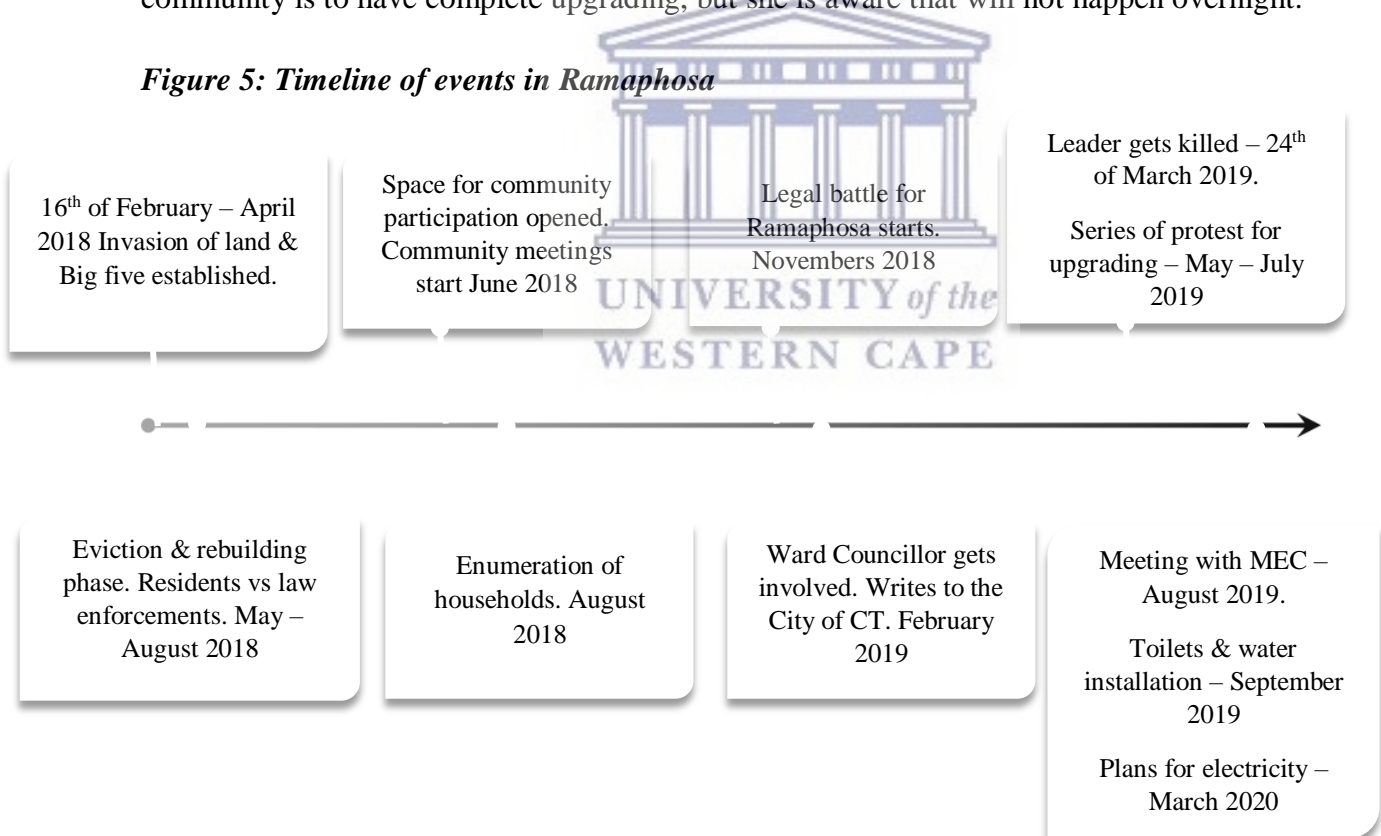 community is to have complete upgrading, but she is aware that will not happen overnight.
Figure 5: Timeline of events in Ramaphosa
16th of February – April
2018 Invasion of land &
Big five established.
Space for community
participation opened.
Community meetings
start June 2018
Legal battle for
Ramaphosa starts.
Novembers 2018
Leader gets killed – 24th
of March 2019.
Series of protest for
upgrading – May – July
2019
UNIVERSITY of the
WESTERN CAPE
Eviction & rebuilding
phase. Residents vs law
enforcements. May –
August 2018
Enumeration of
households. August
2018
Ward Councillor gets
involved. Writes to the
City of CT. February
2019
Meeting with MEC –
August 2019.
Toilets & water
installation – September
2019
Plans for electricity –
March 2020